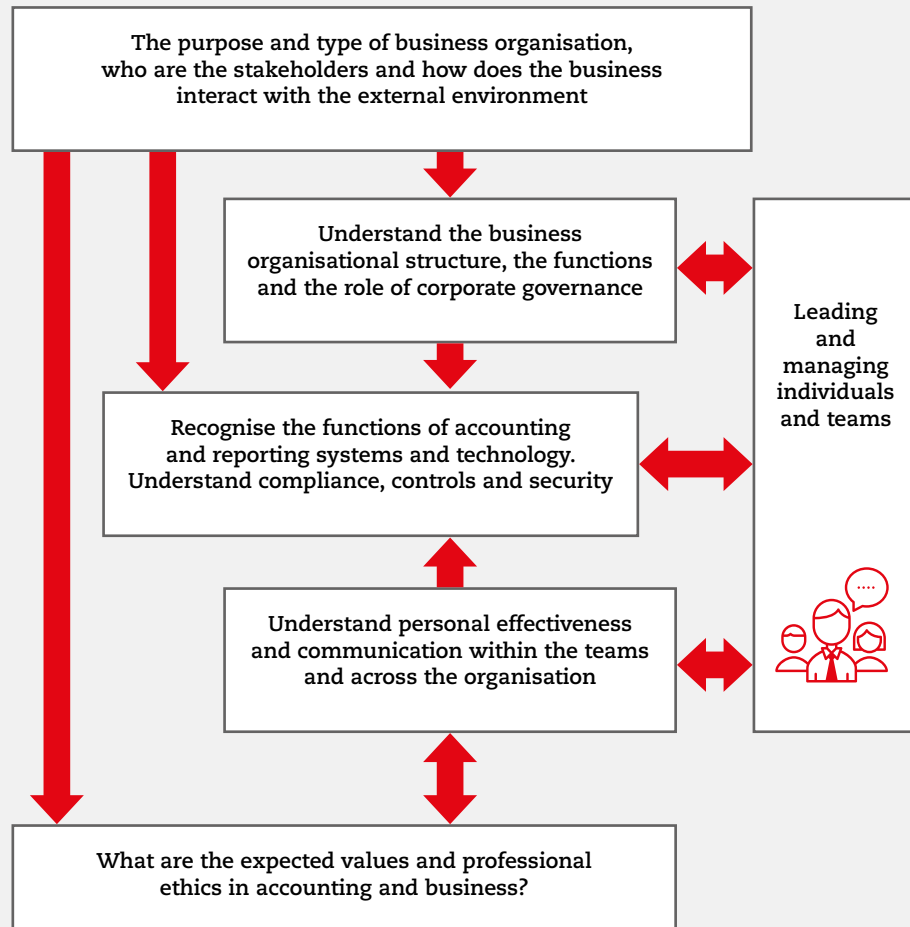 The purpose and type of business organisation,
who are the stakeholders and how does the business
interact with the external environment
Understand the business
organisational structure, the functions
and the role of corporate governance
Leading
and
managing
individuals
and teams
Recognise the functions of accounting
and reporting systems and technology.
Understand compliance, controls and security
Understand personal effectiveness
and communication within the teams
and across the organisation
What are the expected values and professional
ethics in accounting and business?